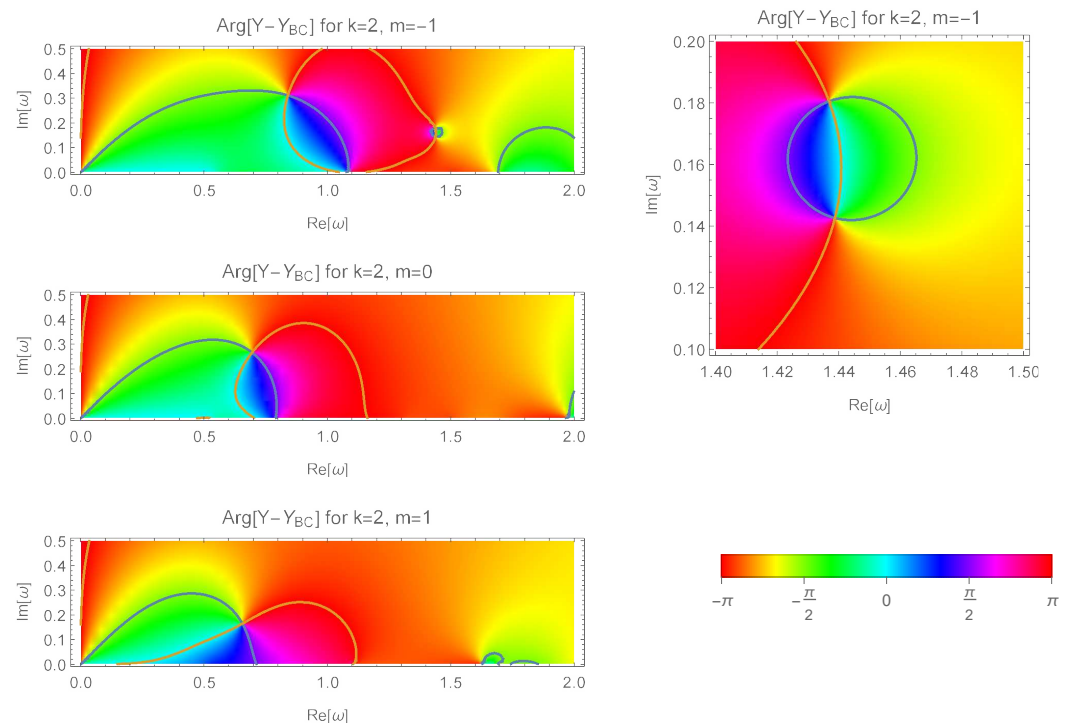 Arg[Y−Y_BC] for k=2, m=−1
Im[ω]
0.5
0.4
0.3
0.2
0.1
0.0
0.0 0.5 1.0 1.5 2.0
Re[ω]
Arg[Y−Y_BC] for k=2, m=0
Im[ω]
0.5
0.4
0.3
0.2
0.1
0.0
0.0 0.5 1.0 1.5 2.0
Re[ω]
Arg[Y−Y_BC] for k=2, m=1
Im[ω]
0.5
0.4
0.3
0.2
0.1
0.0
0.0 0.5 1.0 1.5 2.0
Re[ω]
Arg[Y−Y_BC] for k=2, m=−1
Im[ω]
0.20
0.18
0.16
0.14
0.12
0.10
1.40 1.42 1.44 1.46 1.48 1.50
Re[ω]
−π −π/2 0 π/2 π